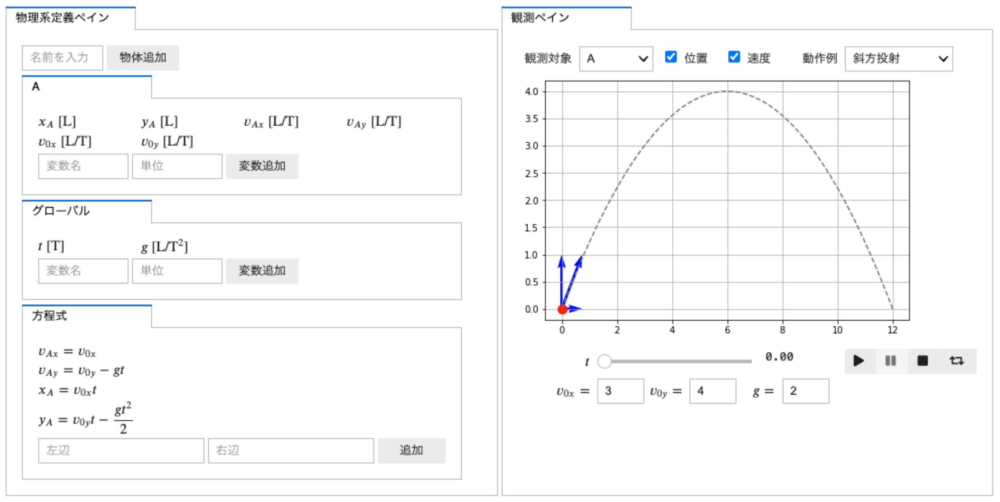 物理系定義ペイン
名前を入力 物体追加
A
x_A [L] y_A [L] v_{Ax} [L/T] v_{Ay} [L/T]
v_{0x} [L/T] v_{0y} [L/T]
変数名 単位 変数追加
グローバル
t [T] g [L/T²]
変数名 単位 変数追加
方程式
v_{Ax} = v_{0x}
v_{Ay} = v_{0y} − gt
x_A = v_{0x}t
y_A = v_{0y}t − \frac{gt²}{2}
左辺 右辺 追加
観測ペイン
観測対象 A 位置 速度 動作例 斜方投射
4.0
3.5
3.0
2.5
2.0
1.5
1.0
0.5
0.0
0 2 4 6 8 10 12
t 0.00
v_{0x} = 3 v_{0y} = 4 g = 2